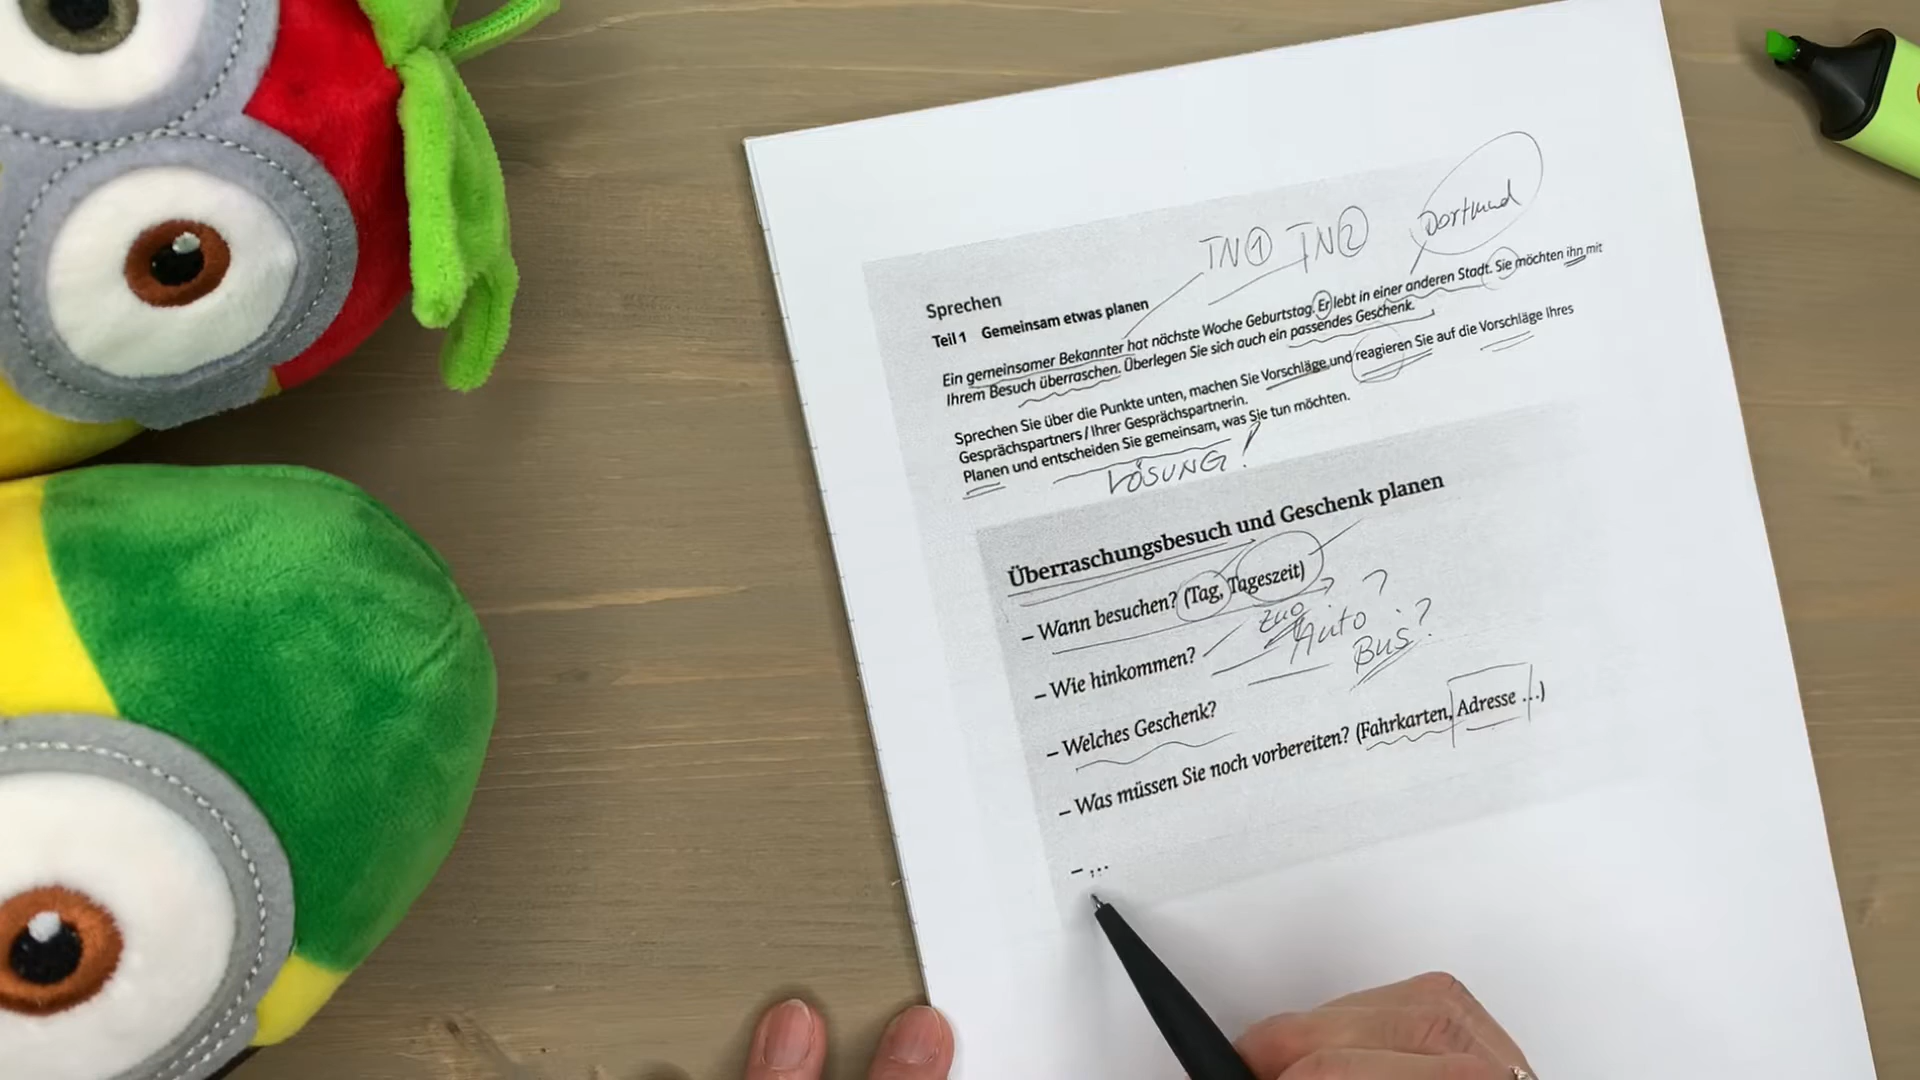 TN① TN② Dortmund
Sprechen
Teil 1 Gemeinsam etwas planen
Ein gemeinsamer Bekannter hat nächste Woche Geburtstag. Er lebt in einer anderen Stadt. Sie möchten ihn mit
Ihrem Besuch überraschen. Überlegen Sie sich auch ein passendes Geschenk.
Sprechen Sie über die Punkte unten, machen Sie Vorschläge und reagieren Sie auf die Vorschläge Ihres
Gesprächspartners / Ihrer Gesprächspartnerin.
Planen und entscheiden Sie gemeinsam, was Sie tun möchten.
LÖSUNG!
Überraschungsbesuch und Geschenk planen
– Wann besuchen? (Tag, Tageszeit)
– Wie hinkommen? Zug Auto ?
Bus ?
– Welches Geschenk?
– Was müssen Sie noch vorbereiten? (Fahrkarten, Adresse ...)
– ...